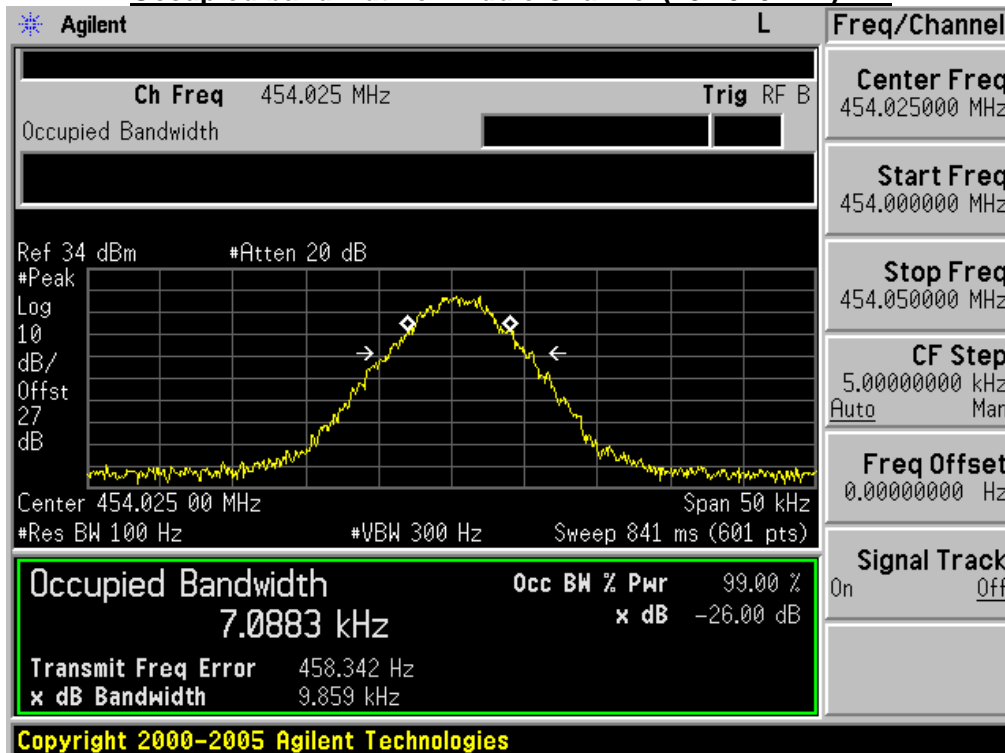 Agilent L Freq/Channel
Ch Freq 454.025 MHz Trig RF B
Occupied Bandwidth
Center Freq
454.025000 MHz
Start Freq
454.000000 MHz
Stop Freq
454.050000 MHz
CF Step
5.00000000 kHz
Auto Man
Freq Offset
0.00000000 Hz
Signal Track
On Off
Ref 34 dBm #Atten 20 dB
#Peak
Log
10
dB/
Offst
27
dB
Center 454.025 00 MHz Span 50 kHz
#Res BW 100 Hz #VBW 300 Hz Sweep 841 ms (601 pts)
Occupied Bandwidth Occ BW % Pwr 99.00 %
7.0883 kHz x dB -26.00 dB
Transmit Freq Error 458.342 Hz
x dB Bandwidth 9.859 kHz
Copyright 2000-2005 Agilent Technologies